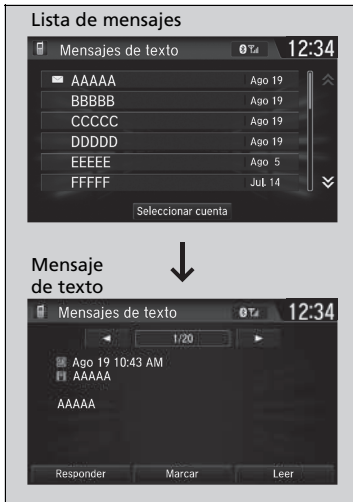 Lista de mensajes
Mensajes de texto 12:34
AAAAA Ago 19
BBBBB Ago 19
CCCCC Ago 19
DDDDD Ago 19
EEEEE Ago 5
FFFFF Jul. 14
Seleccionar cuenta
Mensaje
de texto
Mensajes de texto 12:34
1/20
Ago 19 10:43 AM
AAAAA
AAAAA
Responder Marcar Leer